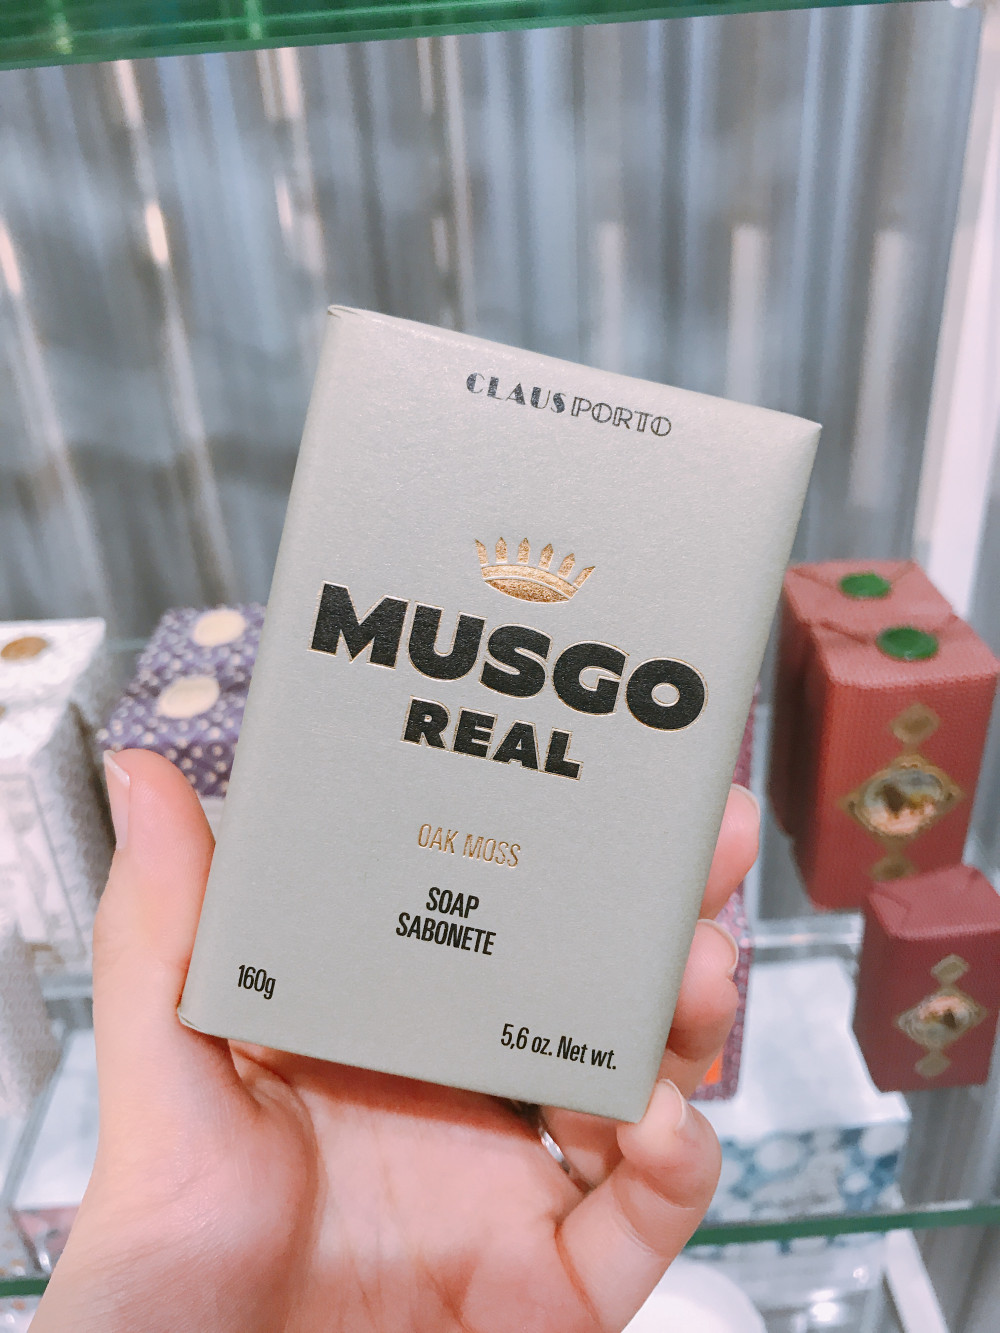 CLAUS PORTO
MUSGO
REAL
OAK MOSS
SOAP
SABONETE
160g
5,6 oz. Net wt.